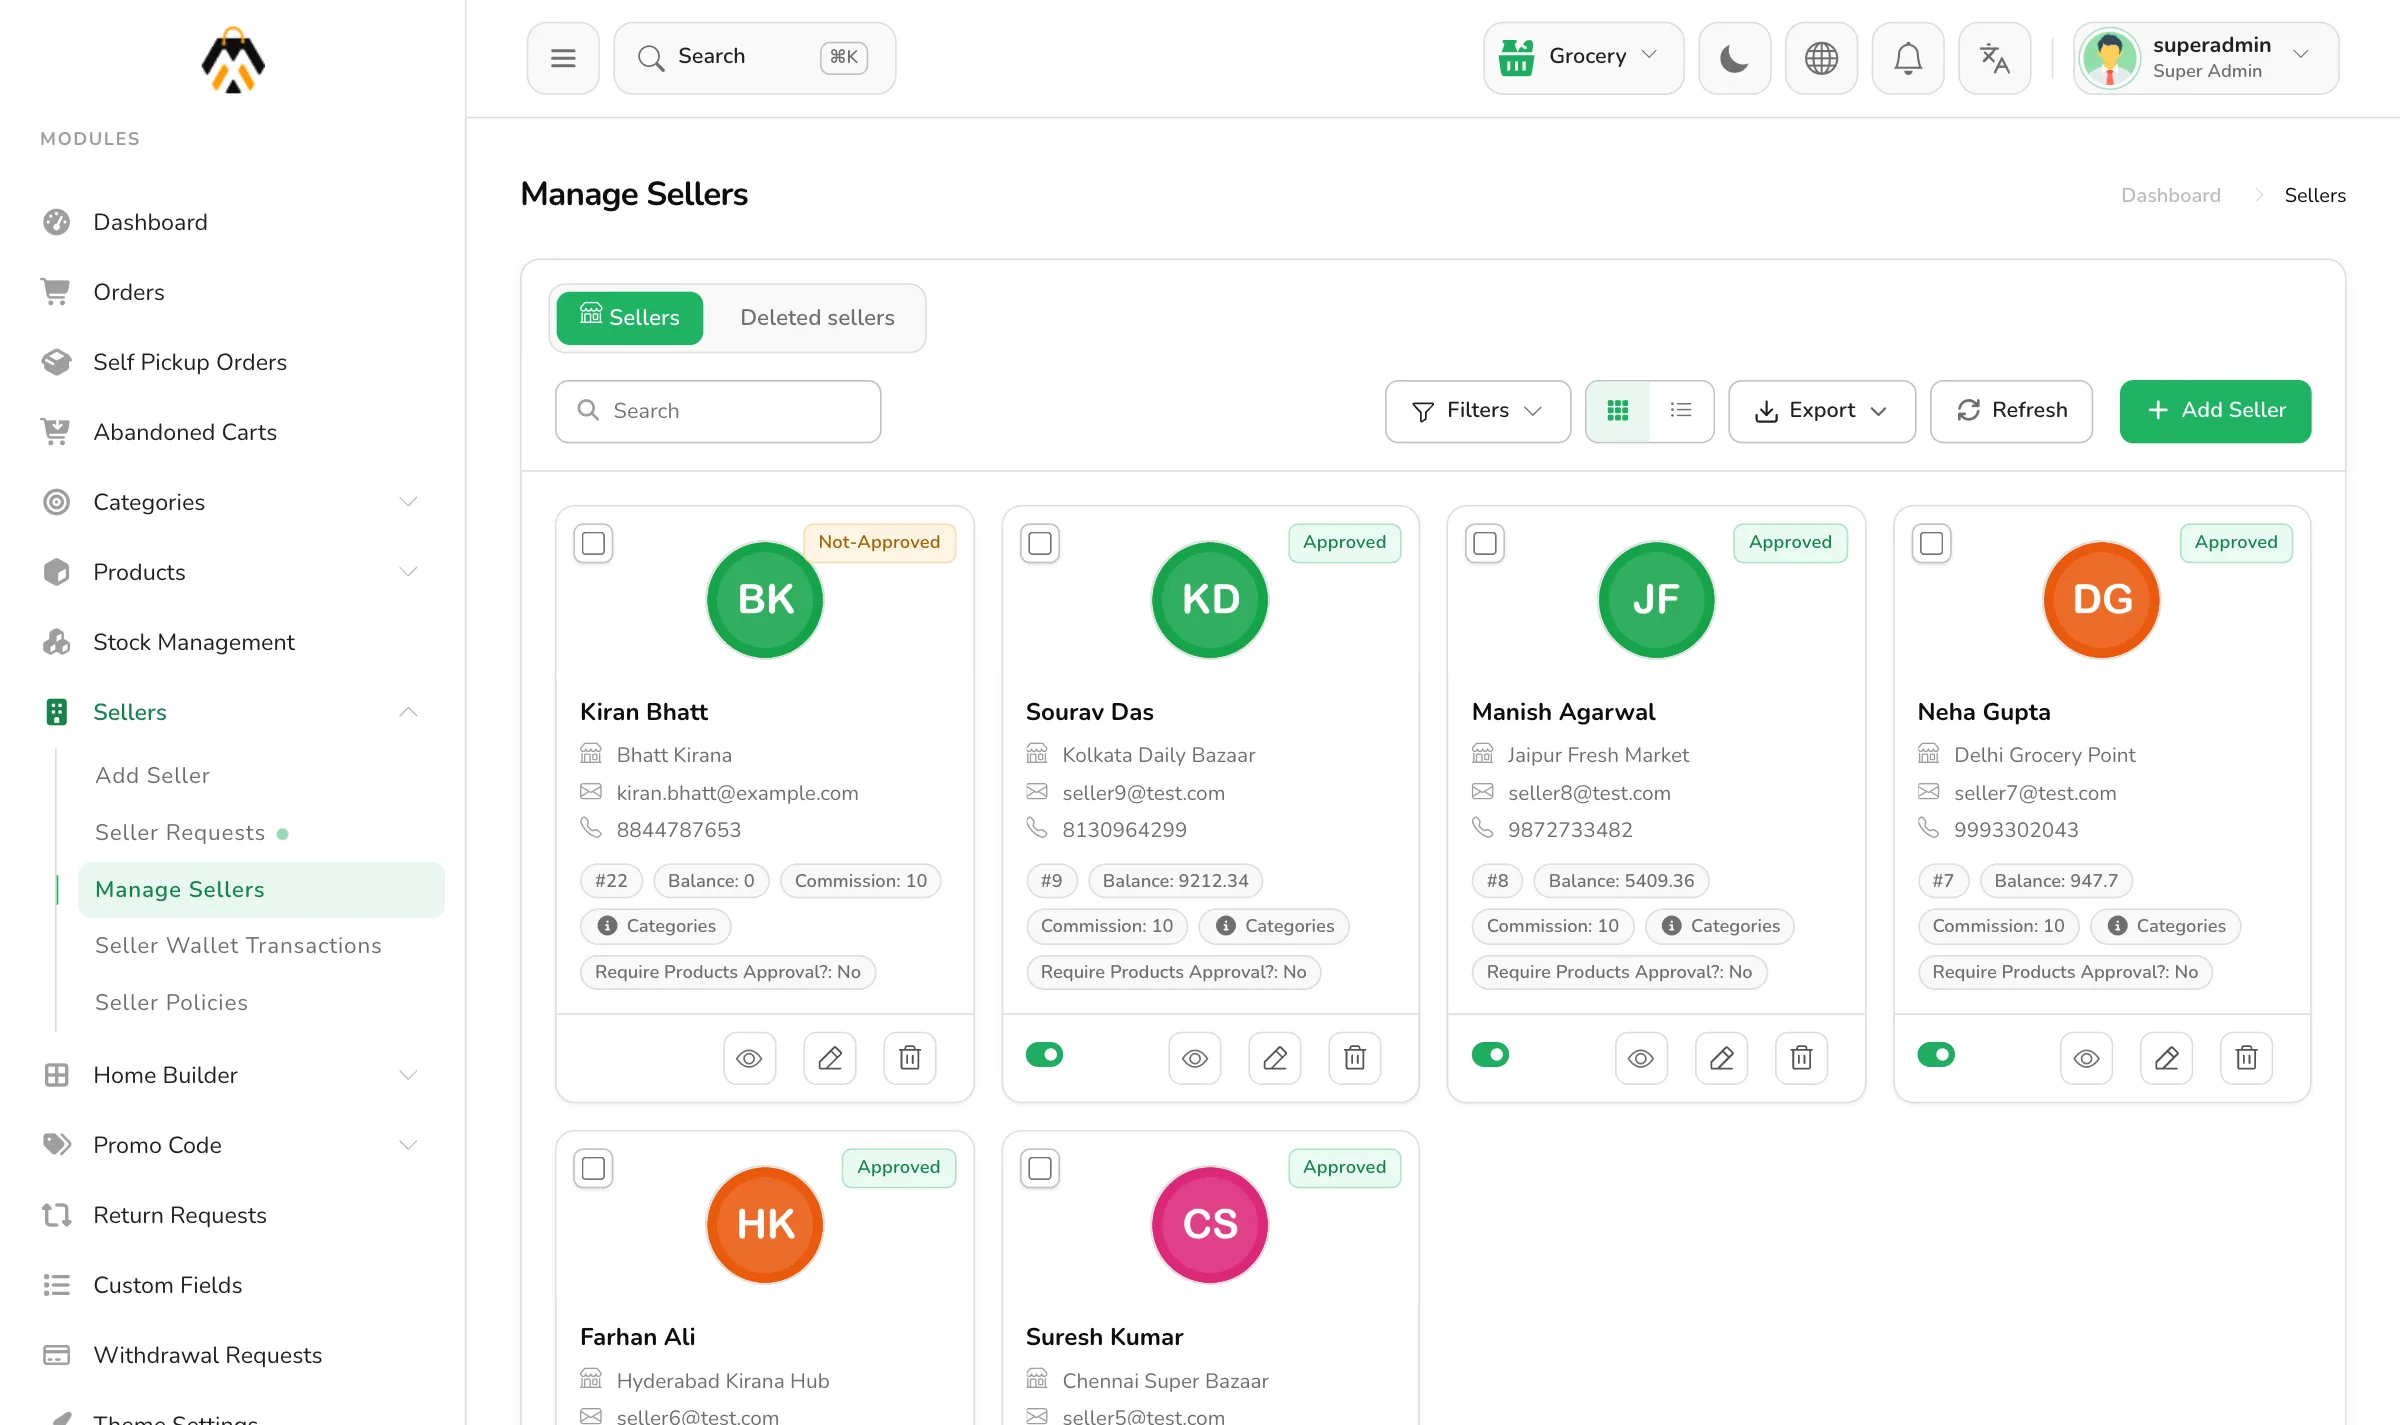 MODULES
Dashboard
Orders
Self Pickup Orders
Abandoned Carts
Categories
Products
Stock Management
Sellers
Add Seller
Seller Requests
Manage Sellers
Seller Wallet Transactions
Seller Policies
Home Builder
Promo Code
Return Requests
Custom Fields
Withdrawal Requests
Theme Settings
Search ⌘K
Grocery
superadmin
Super Admin
Manage Sellers
Dashboard Sellers
Sellers Deleted sellers
Search Filters Export Refresh + Add Seller
Not-Approved
BK
Kiran Bhatt
Bhatt Kirana
kiran.bhatt@example.com
8844787653
#22 Balance: 0 Commission: 10
Categories
Require Products Approval?: No
Approved
KD
Sourav Das
Kolkata Daily Bazaar
seller9@test.com
8130964299
#9 Balance: 9212.34
Commission: 10 Categories
Require Products Approval?: No
Approved
JF
Manish Agarwal
Jaipur Fresh Market
seller8@test.com
9872733482
#8 Balance: 5409.36
Commission: 10 Categories
Require Products Approval?: No
Approved
DG
Neha Gupta
Delhi Grocery Point
seller7@test.com
9993302043
#7 Balance: 947.7
Commission: 10 Categories
Require Products Approval?: No
Approved
HK
Farhan Ali
Hyderabad Kirana Hub
seller6@test.com
Approved
CS
Suresh Kumar
Chennai Super Bazaar
seller5@test.com